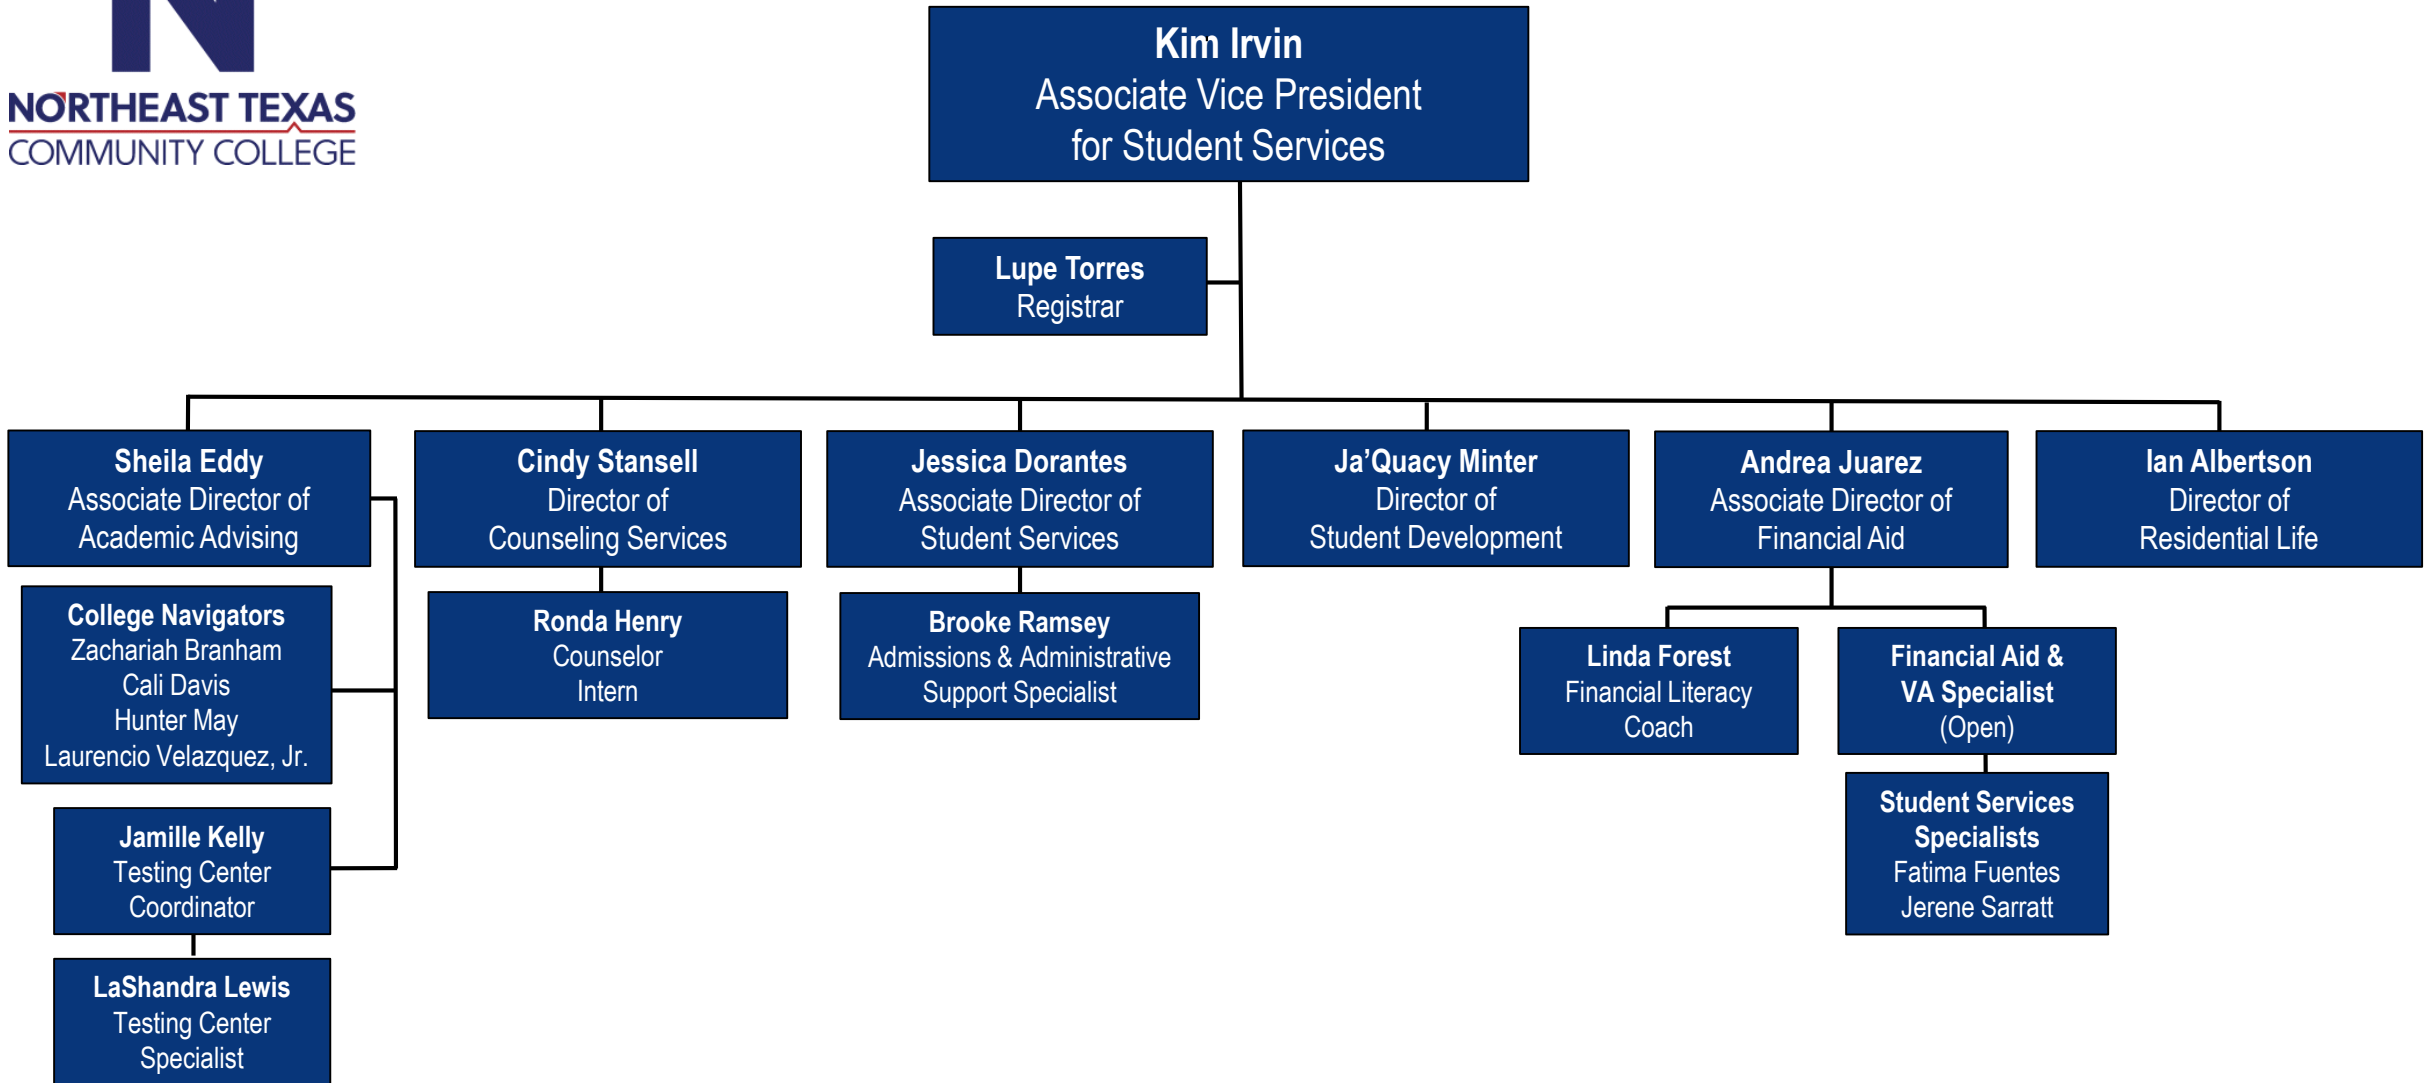 NORTHEAST TEXAS
COMMUNITY COLLEGE
Kim Irvin
Associate Vice President
for Student Services
Lupe Torres
Registrar
Sheila Eddy
Associate Director of
Academic Advising
Cindy Stansell
Director of
Counseling Services
Jessica Dorantes
Associate Director of
Student Services
Ja’Quacy Minter
Director of
Student Development
Andrea Juarez
Associate Director of
Financial Aid
Ian Albertson
Director of
Residential Life
College Navigators
Zachariah Branham
Cali Davis
Hunter May
Laurencio Velazquez, Jr.
Ronda Henry
Counselor
Intern
Brooke Ramsey
Admissions & Administrative
Support Specialist
Linda Forest
Financial Literacy
Coach
Financial Aid &
VA Specialist
(Open)
Jamille Kelly
Testing Center
Coordinator
Student Services
Specialists
Fatima Fuentes
Jerene Sarratt
LaShandra Lewis
Testing Center
Specialist